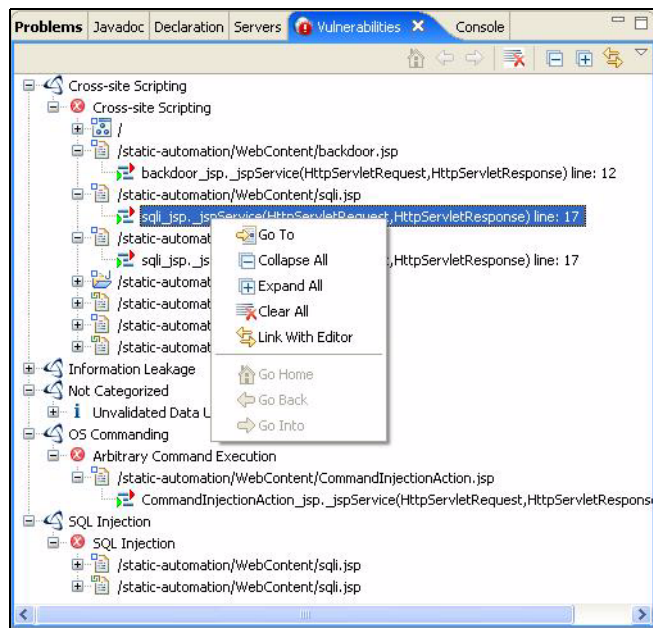 Problems Javadoc Declaration Servers Vulnerabilities Console
Cross-site Scripting
Cross-site Scripting
/
/static-automation/WebContent/backdoor.jsp
backdoor_jsp._jspService(HttpServletRequest,HttpServletResponse) line: 12
/static-automation/WebContent/sqli.jsp
sqli_jsp._jspService(HttpServletRequest,HttpServletResponse) line: 17
/static-automat
sqli_jsp._js ,HttpServletResponse) line: 17
/static-automat
/static-automat
/static-automat
/static-automat
Information Leakage
Not Categorized
Unvalidated Data U
OS Commanding
Arbitrary Command Execution
/static-automation/WebContent/CommandInjectionAction.jsp
CommandInjectionAction_jsp._jspService(HttpServletRequest,HttpServletRespons
SQL Injection
SQL Injection
/static-automation/WebContent/sqli.jsp
/static-automation/WebContent/sqli.jsp
Go To
Collapse All
Expand All
Clear All
Link With Editor
Go Home
Go Back
Go Into